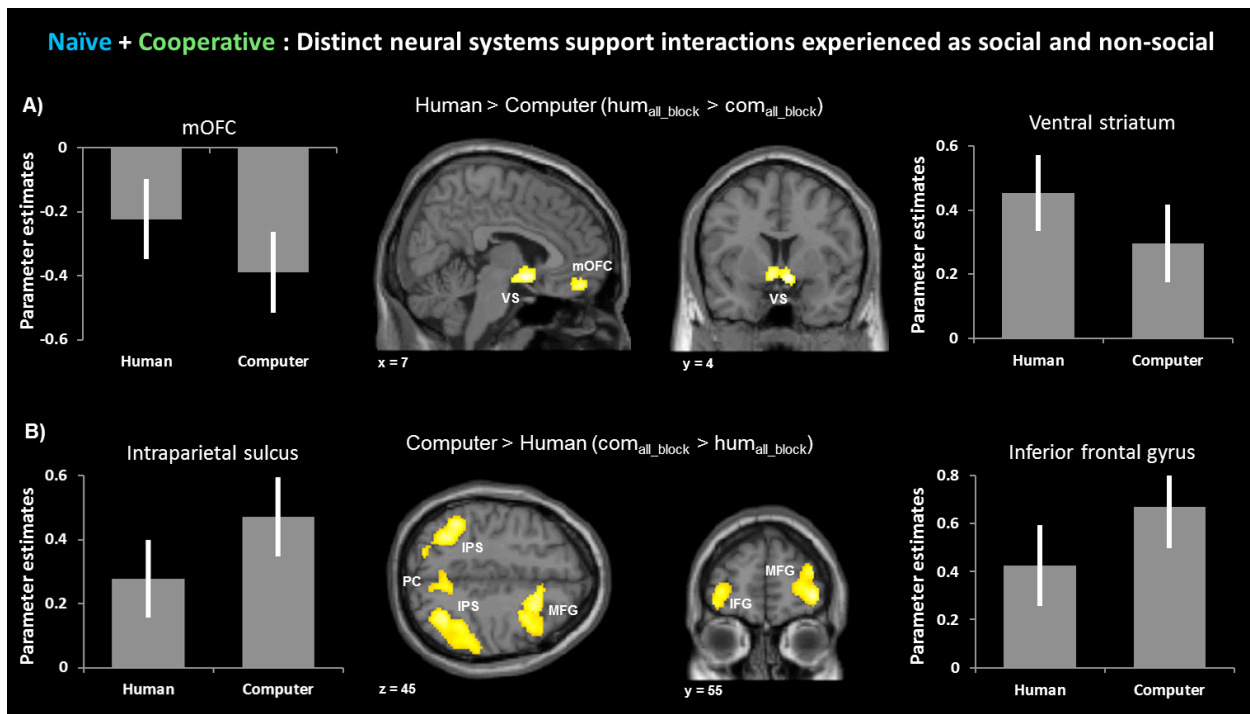 Naïve + Cooperative : Distinct neural systems support interactions experienced as social and non-social
A)
Human > Computer (hum_all_block > com_all_block)
mOFC
Parameter estimates
0
-0.2
-0.4
-0.6
Human Computer
VS
mOFC
x = 7
VS
y = 4
Ventral striatum
Parameter estimates
0.6
0.4
0.2
0
Human Computer
B)
Computer > Human (com_all_block > hum_all_block)
Intraparietal sulcus
Parameter estimates
0.6
0.4
0.2
0
Human Computer
IPS
PC
IPS
MFG
z = 45
MFG
IFG
y = 55
Inferior frontal gyrus
Parameter estimates
0.8
0.6
0.4
0.2
0
Human Computer